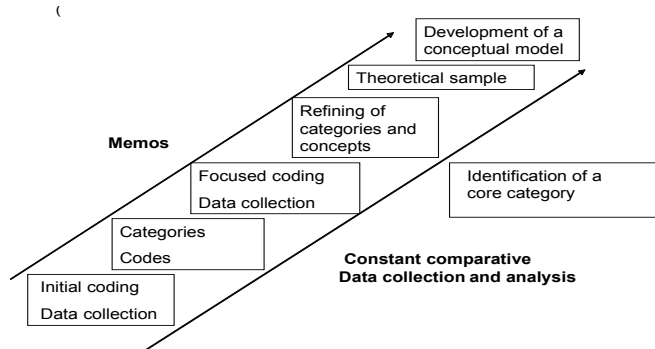 (
Development of a
conceptual model
Theoretical sample
Refining of
categories and
concepts
Memos
Focused coding
Data collection
Identification of a
core category
Categories
Codes
Constant comparative
Data collection and analysis
Initial coding
Data collection